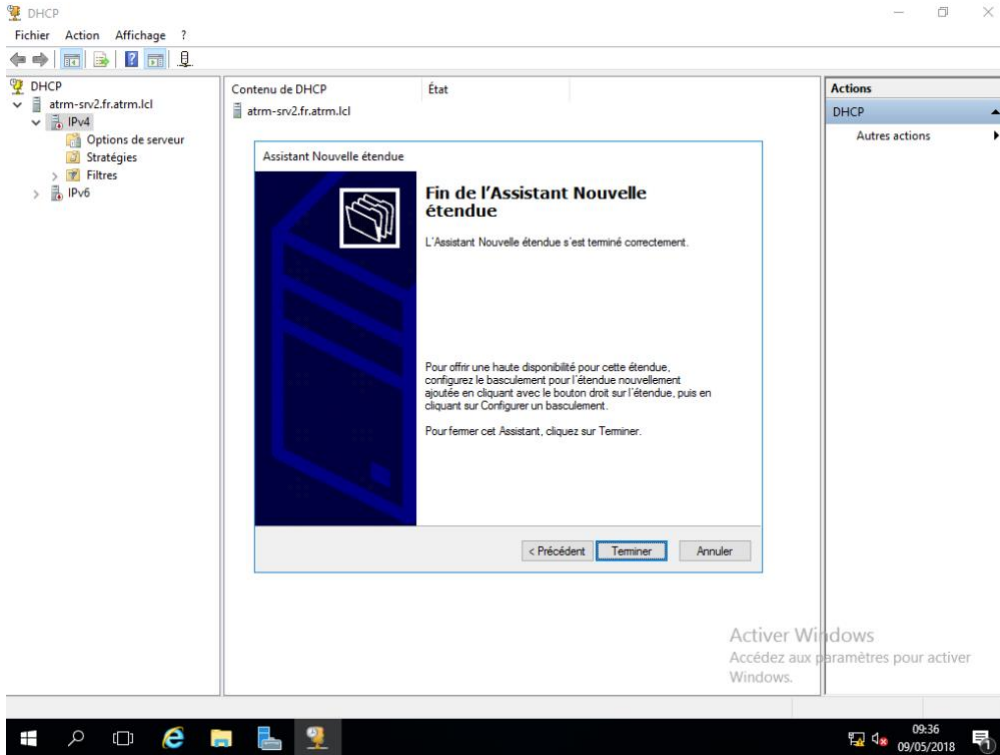 DHCP
Fichier Action Affichage ?
DHCP
atrm-srv2.fr.atrm.lcl
IPv4
Options de serveur
Stratégies
Filtres
IPv6
Contenu de DHCP État
atrm-srv2.fr.atrm.lcl
Actions
DHCP
Autres actions
Assistant Nouvelle étendue
Fin de l'Assistant Nouvelle
étendue
L'Assistant Nouvelle étendue s'est terminé correctement.
Pour offrir une haute disponibilité pour cette étendue,
configurez le basculement pour l'étendue nouvellement
ajoutée en cliquant avec le bouton droit sur l'étendue, puis en
cliquant sur Configurer un basculement.
Pour fermer cet Assistant, cliquez sur Terminer.
< Précédent Terminer Annuler
Activer Windows
Accédez aux paramètres pour activer
Windows.
09:36
09/05/2018
1